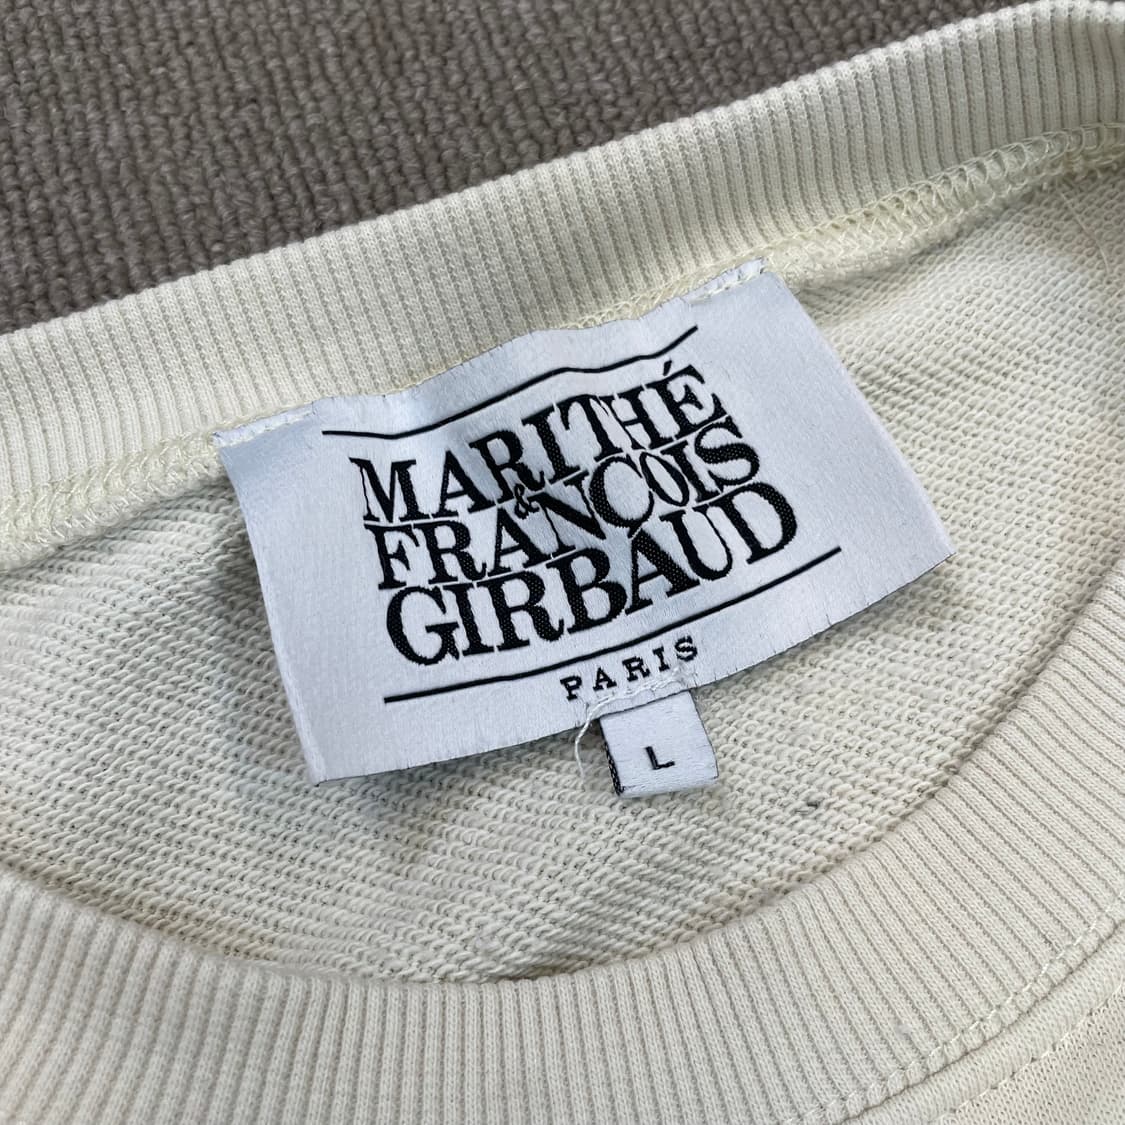 MARITHÉ
&
FRANÇOIS
GIRBAUD
PARIS
L